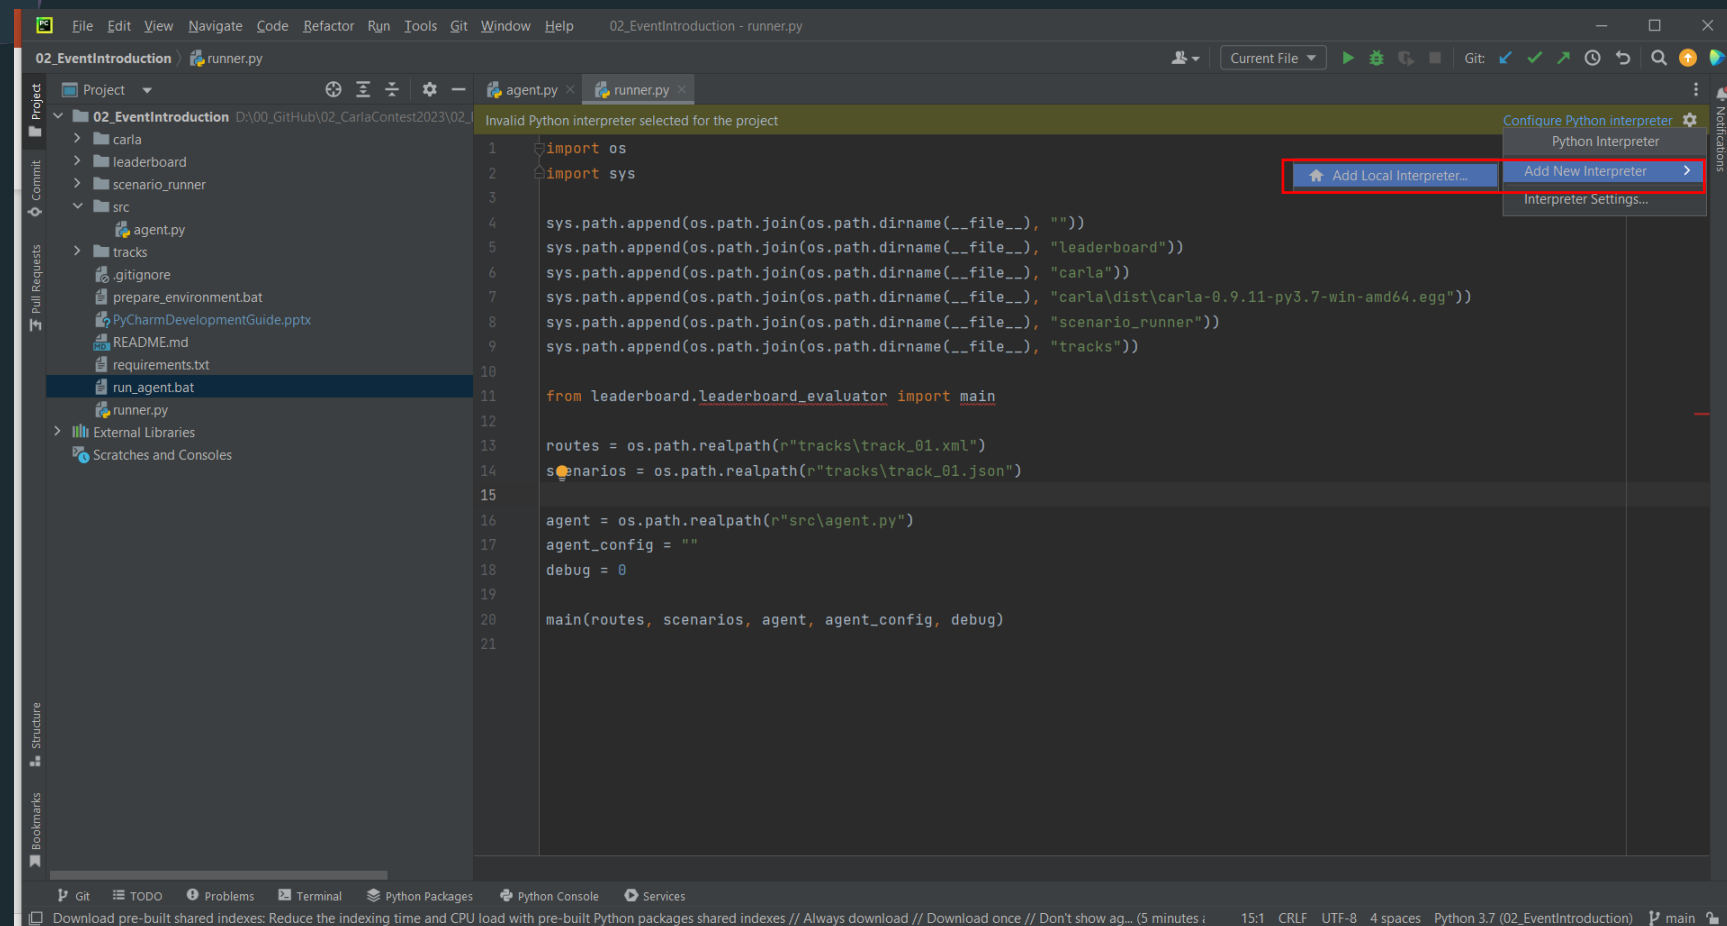 File Edit View Navigate Code Refactor Run Tools Git Window Help 02_EventIntroduction - runner.py
02_EventIntroduction runner.py Current File Git:
Project
agent.py runner.py
02_EventIntroduction D:\00_GitHub\02_CarlaContest2023\02_
carla
leaderboard
scenario_runner
src
agent.py
tracks
.gitignore
prepare_environment.bat
PyCharmDevelopmentGuide.pptx
README.md
requirements.txt
run_agent.bat
runner.py
External Libraries
Scratches and Consoles
Project
Commit
Pull Requests
Structure
Bookmarks
Invalid Python interpreter selected for the project Configure Python interpreter
Python Interpreter
Add Local Interpreter... Add New Interpreter
Interpreter Settings...
Notifications
1 import os
2 import sys
3
4 sys.path.append(os.path.join(os.path.dirname(__file__), ""))
5 sys.path.append(os.path.join(os.path.dirname(__file__), "leaderboard"))
6 sys.path.append(os.path.join(os.path.dirname(__file__), "carla"))
7 sys.path.append(os.path.join(os.path.dirname(__file__), "carla\dist\carla-0.9.11-py3.7-win-amd64.egg"))
8 sys.path.append(os.path.join(os.path.dirname(__file__), "scenario_runner"))
9 sys.path.append(os.path.join(os.path.dirname(__file__), "tracks"))
10
11 from leaderboard.leaderboard_evaluator import main
12
13 routes = os.path.realpath(r"tracks\track_01.xml")
14 scenarios = os.path.realpath(r"tracks\track_01.json")
15
16 agent = os.path.realpath(r"src\agent.py")
17 agent_config = ""
18 debug = 0
19
20 main(routes, scenarios, agent, agent_config, debug)
21
Git TODO Problems Terminal Python Packages Python Console Services
Download pre-built shared indexes: Reduce the indexing time and CPU load with pre-built Python packages shared indexes // Always download // Download once // Don't show ag... (5 minutes a 15:1 CRLF UTF-8 4 spaces Python 3.7 (02_EventIntroduction) main